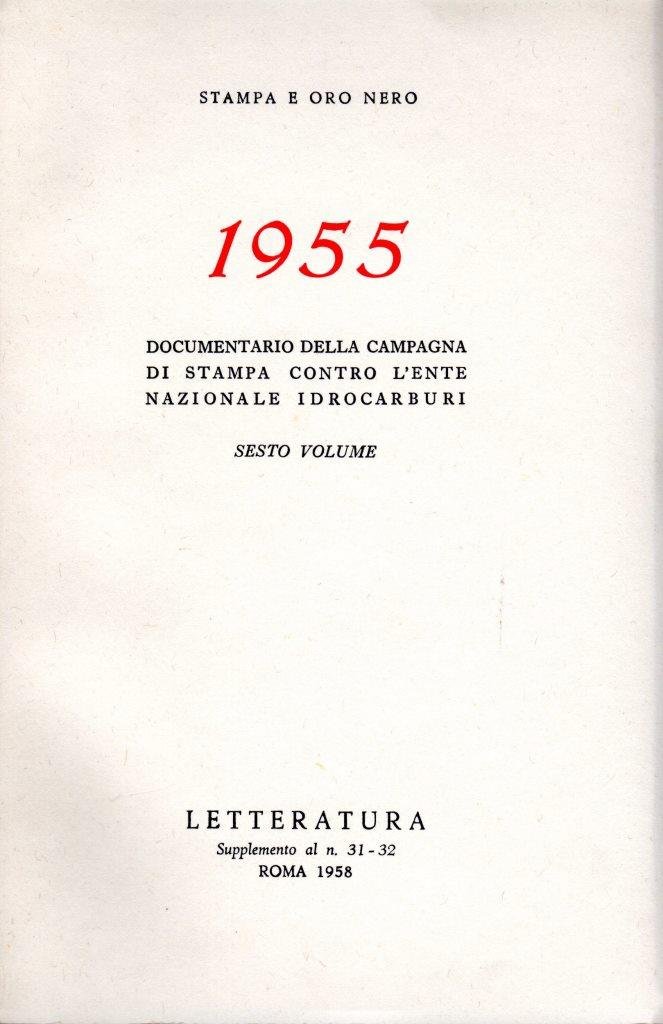 STAMPA E ORO NERO
1955
DOCUMENTARIO DELLA CAMPAGNA
DI STAMPA CONTRO L'ENTE
NAZIONALE IDROCARBURI
SESTO VOLUME
LETTERATURA
Supplemento al n. 31-32
ROMA 1958